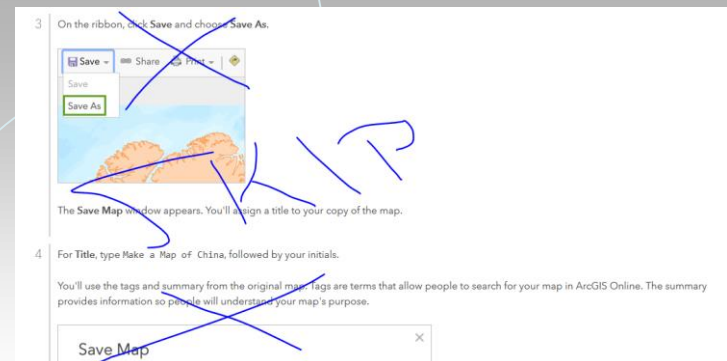 3 On the ribbon, click Save and choose Save As.
Save Share Print
Save
Save As
SKIP
The Save Map window appears. You'll assign a title to your copy of the map.
4 For Title, type Make a Map of China, followed by your initials.
You'll use the tags and summary from the original map. Tags are terms that allow people to search for your map in ArcGIS Online. The summary
provides information so people will understand your map's purpose.
Save Map